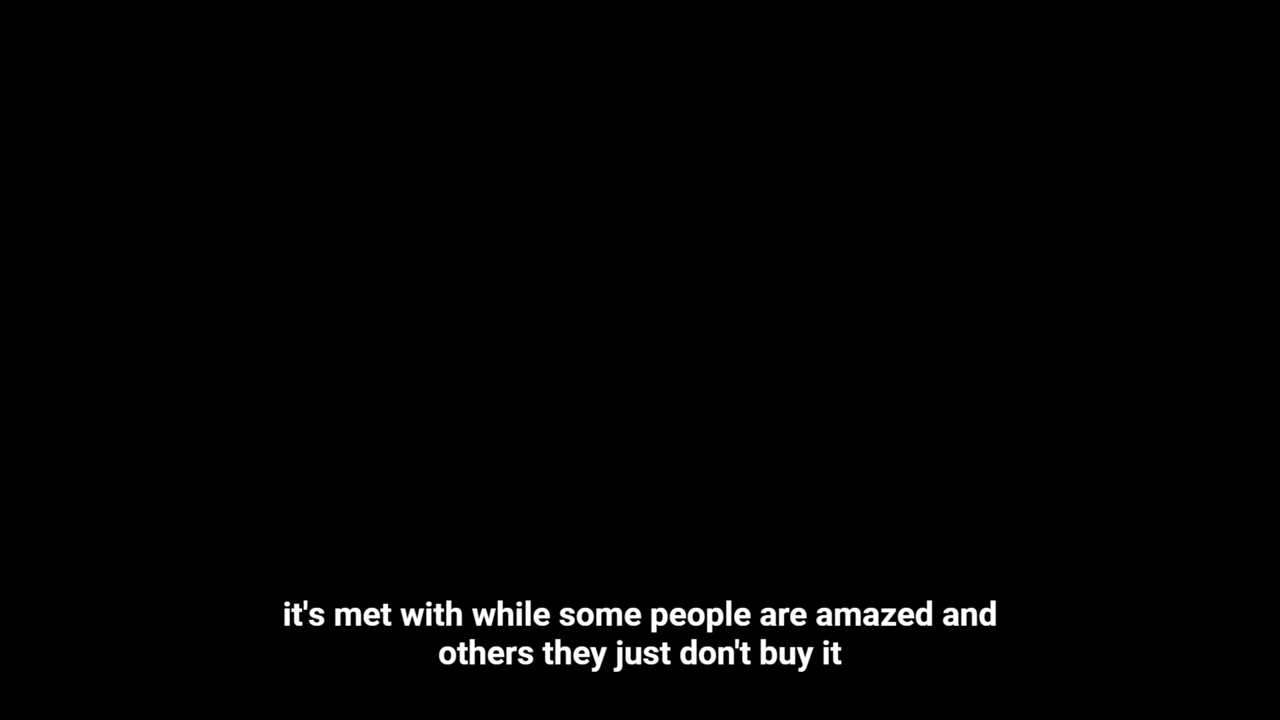 it's met with while some people are amazed and
others they just don't buy it